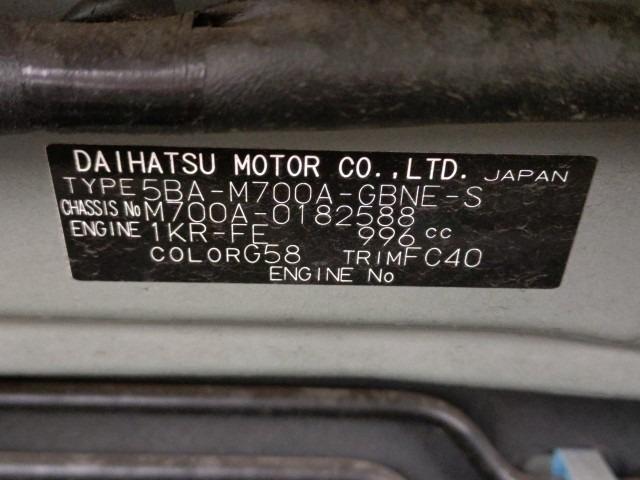 DAIHATSU MOTOR CO.,LTD. JAPAN
TYPE 5BA-M700A-GBNE-S
CHASSIS No M700A-0182588
ENGINE 1KR-FE 996 cc
COLOR G58 TRIM FC40
ENGINE No